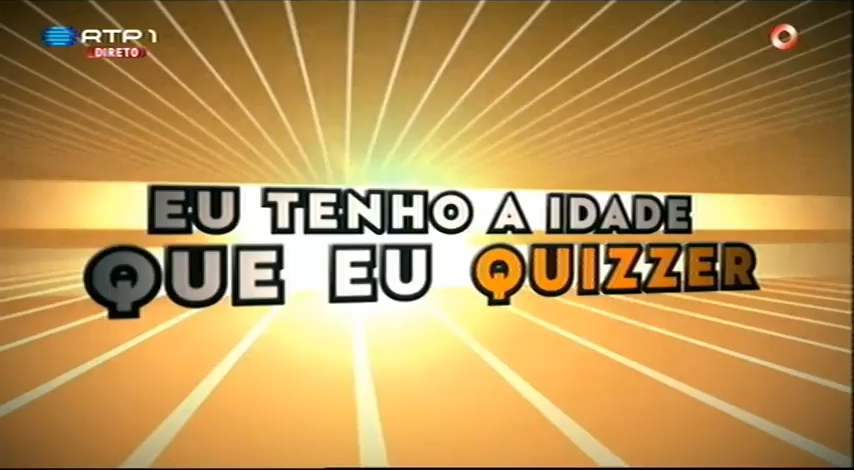 RTP1
DIRETO
EU TENHO A IDADE
QUE EU QUIZZER